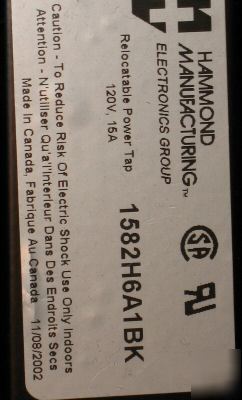 HAMMOND
MANUFACTURING™
ELECTRONICS GROUP
Relocatable Power Tap
120V, 15A
1582H6A1BK
Caution - To Reduce Risk Of Electric Shock Use Only Indoors
Attention - N'utiliser Qu'a'l'Interieur Dans Des Endroits Secs
Made In Canada, Fabrique Au Canada 11/08/2002